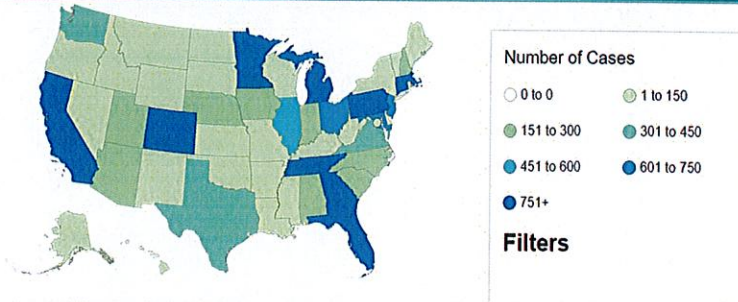 Number of Cases
0 to 0
1 to 150
151 to 300
301 to 450
451 to 600
601 to 750
751+
Filters